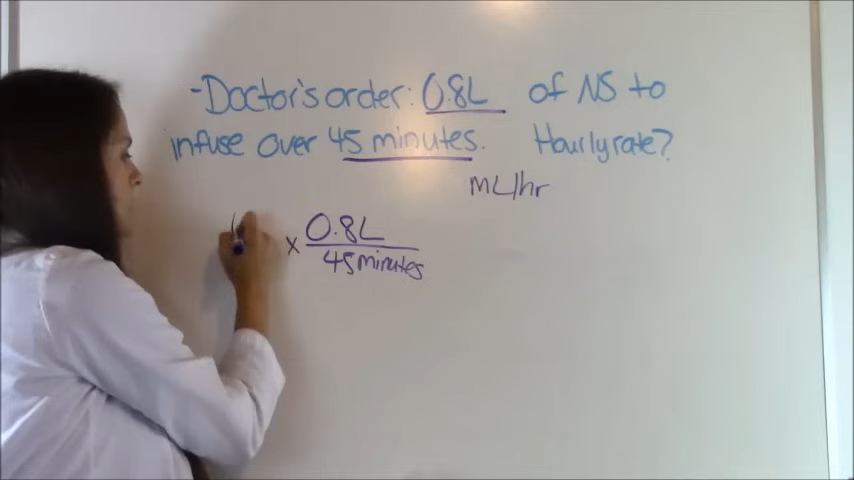 -Doctor's order: 0.8L of NS to
infuse over 45 minutes. Hourly rate?
mL/hr
x 0.8L
45 minutes